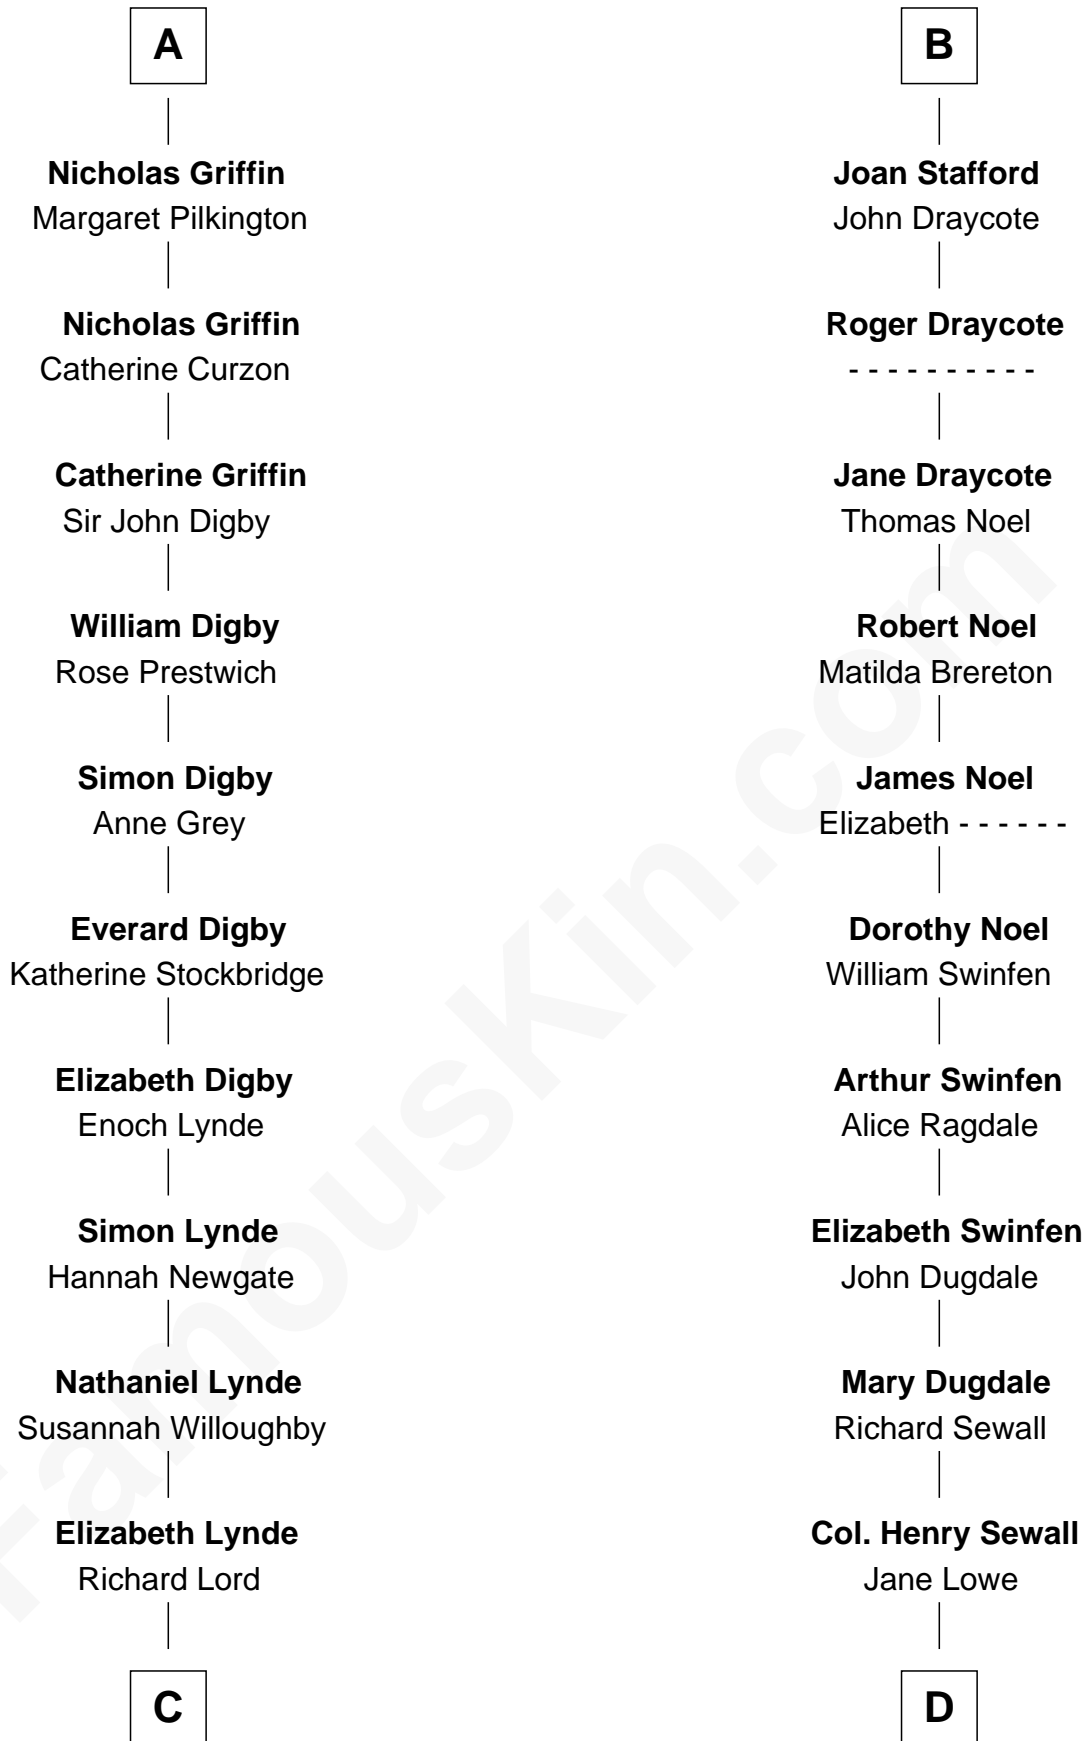 A
Nicholas Griffin
Margaret Pilkington
Nicholas Griffin
Catherine Curzon
Catherine Griffin
Sir John Digby
William Digby
Rose Prestwich
Simon Digby
Anne Grey
Everard Digby
Katherine Stockbridge
Elizabeth Digby
Enoch Lynde
Simon Lynde
Hannah Newgate
Nathaniel Lynde
Susannah Willoughby
Elizabeth Lynde
Richard Lord
C
B
Joan Stafford
John Draycote
Roger Draycote
- - - - - - - - - -
Jane Draycote
Thomas Noel
Robert Noel
Matilda Brereton
James Noel
Elizabeth - - - - - -
Dorothy Noel
William Swinfen
Arthur Swinfen
Alice Ragdale
Elizabeth Swinfen
John Dugdale
Mary Dugdale
Richard Sewall
Col. Henry Sewall
Jane Lowe
D
FamousKin.com